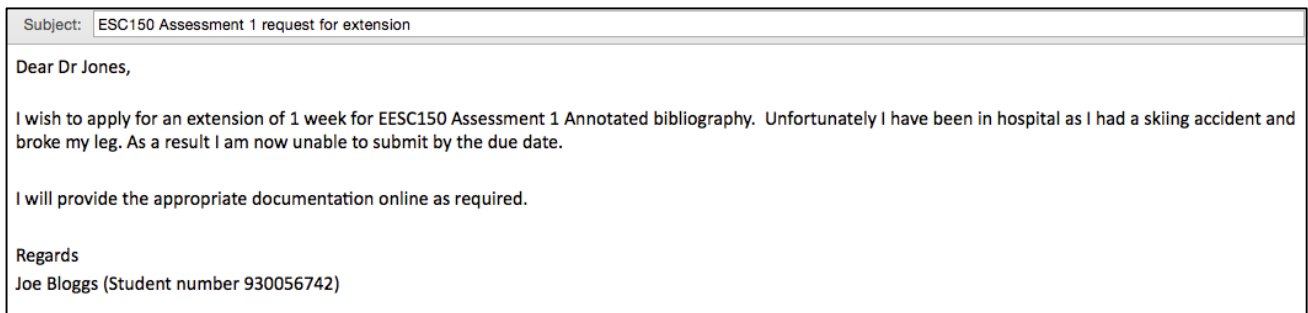 Subject: ESC150 Assessment 1 request for extension
Dear Dr Jones,
I wish to apply for an extension of 1 week for EESC150 Assessment 1 Annotated bibliography.  Unfortunately I have been in hospital as I had a skiing accident and
broke my leg. As a result I am now unable to submit by the due date.
I will provide the appropriate documentation online as required.
Regards
Joe Bloggs (Student number 930056742)